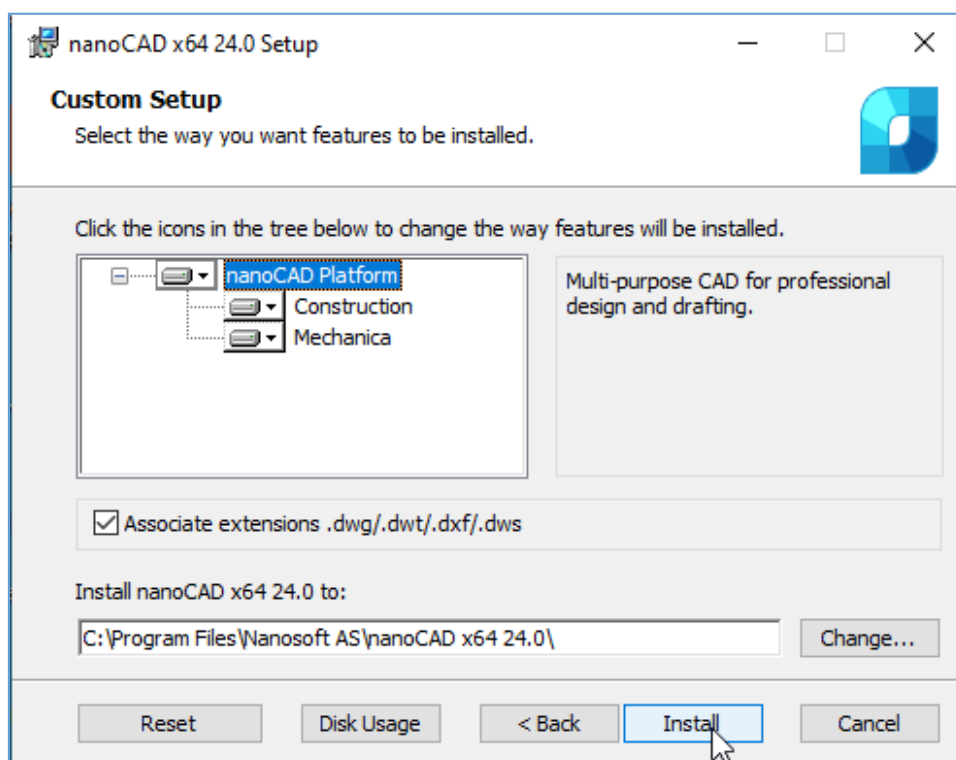 nanoCAD x64 24.0 Setup
Custom Setup
Select the way you want features to be installed.
Click the icons in the tree below to change the way features will be installed.
nanoCAD Platform
Construction
Mechanica
Multi-purpose CAD for professional
design and drafting.
Associate extensions .dwg/.dwt/.dxf/.dws
Install nanoCAD x64 24.0 to:
C:\Program Files\Nanosoft AS\nanoCAD x64 24.0\
Change...
Reset
Disk Usage
< Back
Install
Cancel